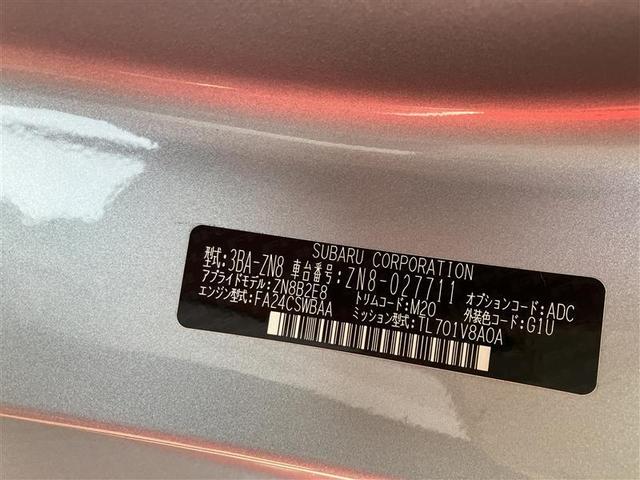 SUBARU CORPORATION
型式:3BA-ZN8 車台番号:ZN8-027711 オプションコード:ADC
アプライドモデル:ZN8B2E8 トリムコード:M20 外装色コード:G1U
エンジン型式:FA24CSWBAA ミッション型式:TL701V8A0A